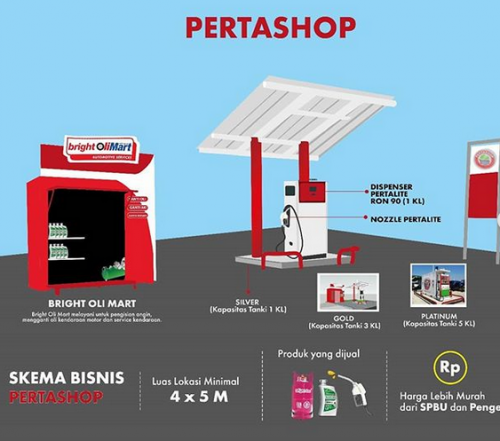 PERTASHOP
bright OliMart
AUTOMOTIVE SERVICES
DISPENSER
PERTALITE
RON 90 (1 KL)
NOZZLE PERTALITE
BRIGHT OLI MART
Bright Oli Mart melayani untuk pengisian angin,
mengganti oli kendaraan motor dan service kendaraan.
SILVER
(Kapasitas Tanki 1 KL)
GOLD
(Kapasitas Tanki 3 KL)
PLATINUM
(Kapasitas Tanki 5 KL)
SKEMA BISNIS
PERTASHOP
Luas Lokasi Minimal
4 x 5 M
Produk yang dijual
Rp
Harga Lebih Murah
dari SPBU dan Penge